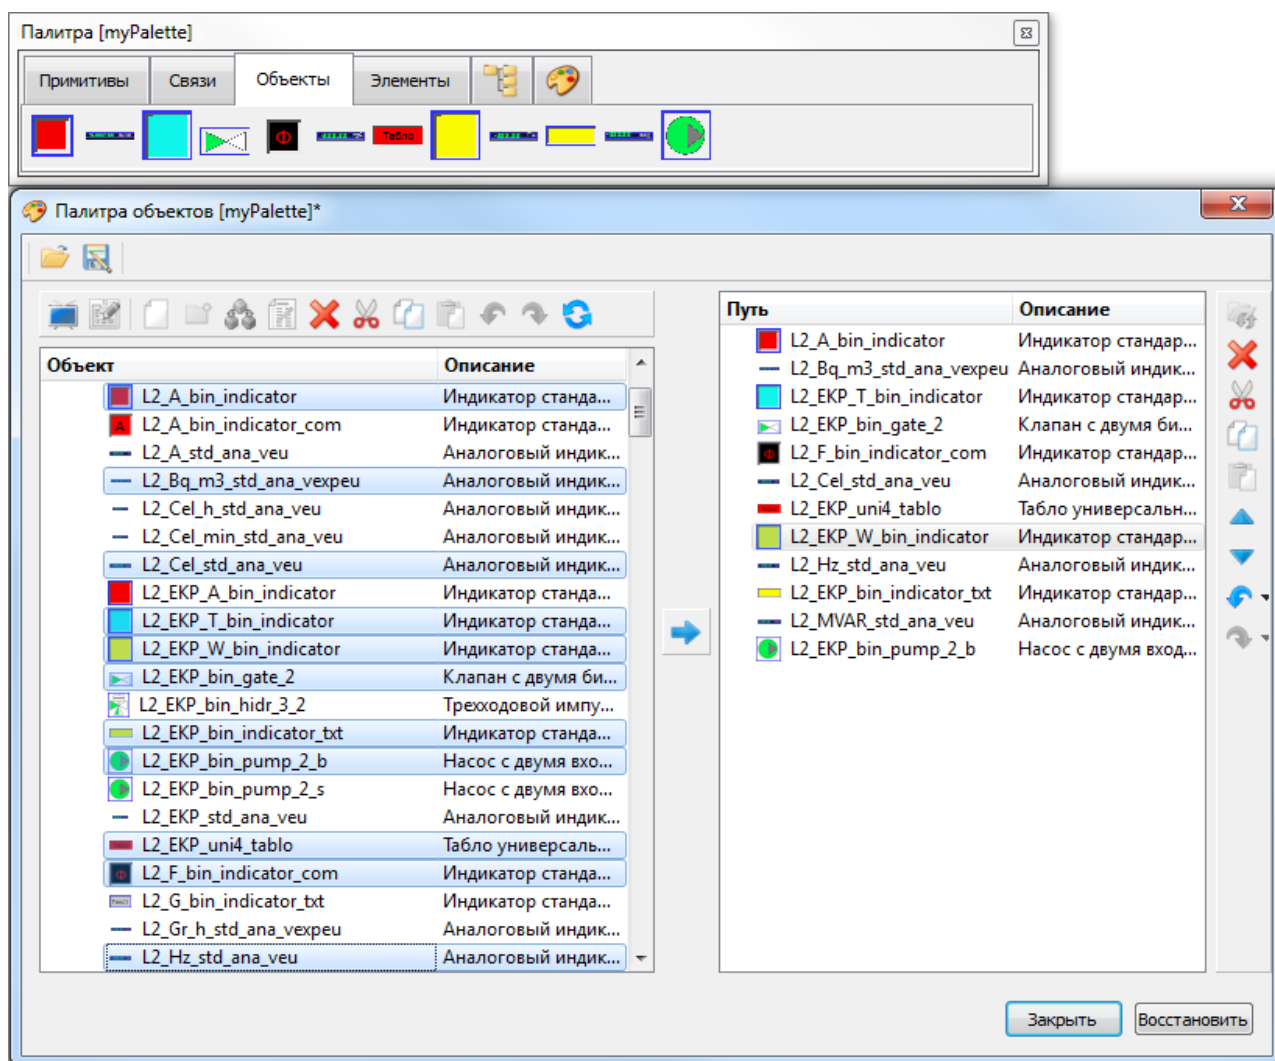 Палитра [myPalette]
Примитивы Связи Объекты Элементы
Ф Табло
Палитра объектов [myPalette]*
Объект Описание
L2_A_bin_indicator Индикатор станда...
A L2_A_bin_indicator_com Индикатор станда...
L2_A_std_ana_veu Аналоговый индик...
L2_Bq_m3_std_ana_vexpeu Аналоговый индик...
L2_Cel_h_std_ana_veu Аналоговый индик...
L2_Cel_min_std_ana_veu Аналоговый индик...
L2_Cel_std_ana_veu Аналоговый индик...
L2_EKP_A_bin_indicator Индикатор станда...
L2_EKP_T_bin_indicator Индикатор станда...
L2_EKP_W_bin_indicator Индикатор станда...
L2_EKP_bin_gate_2 Клапан с двумя би...
L2_EKP_bin_hidr_3_2 Трехходовой импу...
L2_EKP_bin_indicator_txt Индикатор станда...
L2_EKP_bin_pump_2_b Насос с двумя вхо...
L2_EKP_bin_pump_2_s Насос с двумя вхо...
L2_EKP_std_ana_veu Аналоговый индик...
L2_EKP_uni4_tablo Табло универсаль...
Ф L2_F_bin_indicator_com Индикатор станда...
L2_G_bin_indicator_txt Индикатор станда...
L2_Gr_h_std_ana_vexpeu Аналоговый индик...
L2_Hz_std_ana_veu Аналоговый индик...
Путь Описание
L2_A_bin_indicator Индикатор стандар...
L2_Bq_m3_std_ana_vexpeu Аналоговый индик...
L2_EKP_T_bin_indicator Индикатор стандар...
L2_EKP_bin_gate_2 Клапан с двумя би...
Ф L2_F_bin_indicator_com Индикатор стандар...
L2_Cel_std_ana_veu Аналоговый индик...
L2_EKP_uni4_tablo Табло универсальн...
L2_EKP_W_bin_indicator Индикатор стандар...
L2_Hz_std_ana_veu Аналоговый индик...
L2_EKP_bin_indicator_txt Индикатор стандар...
L2_MVAR_std_ana_veu Аналоговый индик...
L2_EKP_bin_pump_2_b Насос с двумя вход...
Закрыть Восстановить